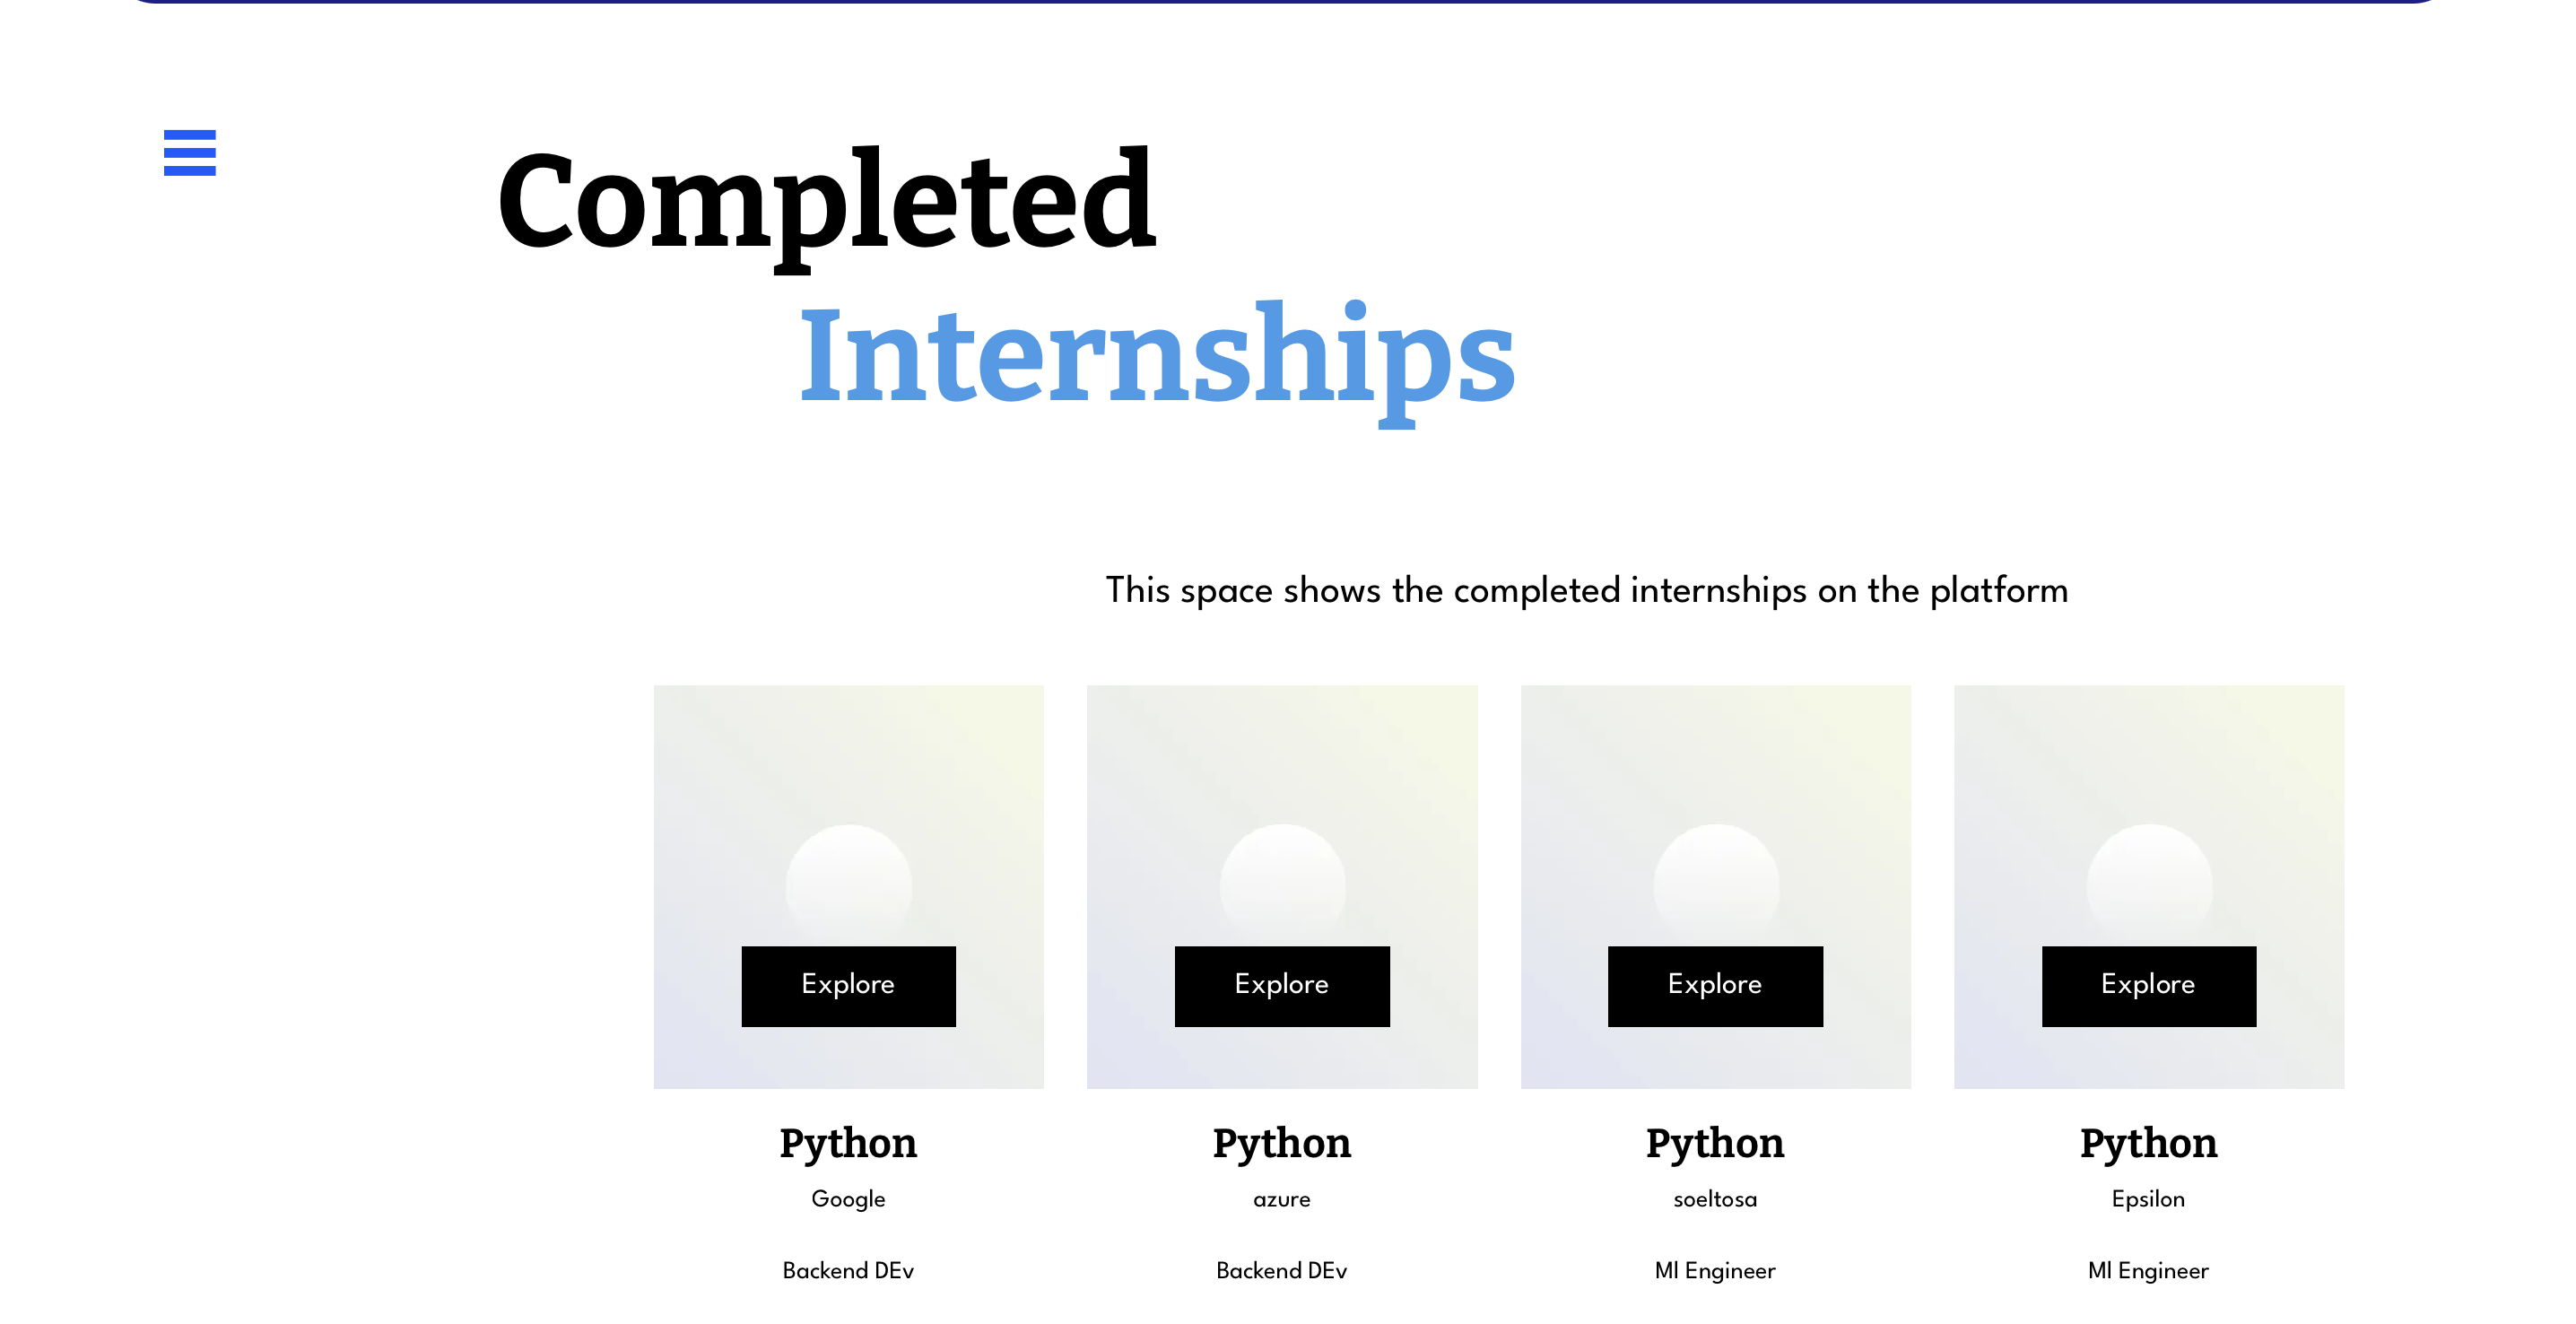 Completed
Internships
This space shows the completed internships on the platform
Explore
Explore
Explore
Explore
Python
Python
Python
Python
Google
azure
soeltosa
Epsilon
Backend DEv
Backend DEv
Ml Engineer
Ml Engineer